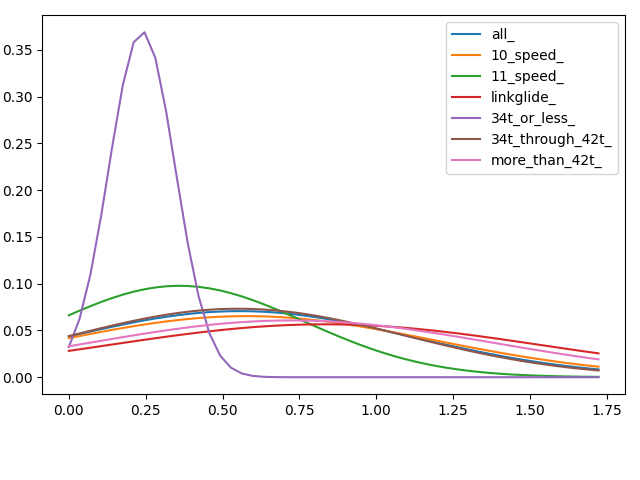 all_
10_speed_
11_speed_
linkglide_
34t_or_less_
34t_through_42t_
more_than_42t_
0.35
0.30
0.25
0.20
0.15
0.10
0.05
0.00
0.00 0.25 0.50 0.75 1.00 1.25 1.50 1.75